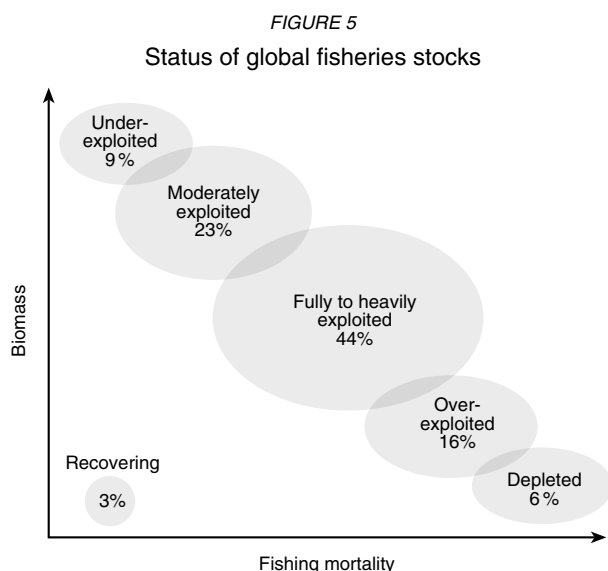 FIGURE 5
Status of global fisheries stocks
Under-
exploited
9 %
Moderately
exploited
23%
Fully to heavily
exploited
44%
Over-
exploited
16%
Depleted
6 %
Recovering
3%
Biomass
Fishing mortality